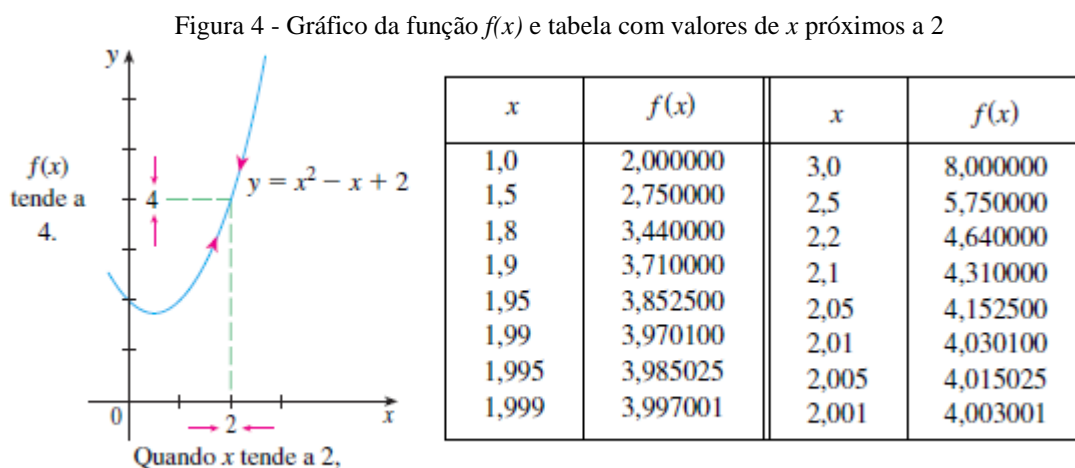 Figura 4 - Gráfico da função f(x) e tabela com valores de x próximos a 2
y
f(x)
tende a
4.
4
y = x² − x + 2
0
2
x
Quando x tende a 2,
x f(x) x f(x)
1,0 2,000000 3,0 8,000000
1,5 2,750000 2,5 5,750000
1,8 3,440000 2,2 4,640000
1,9 3,710000 2,1 4,310000
1,95 3,852500 2,05 4,152500
1,99 3,970100 2,01 4,030100
1,995 3,985025 2,005 4,015025
1,999 3,997001 2,001 4,003001